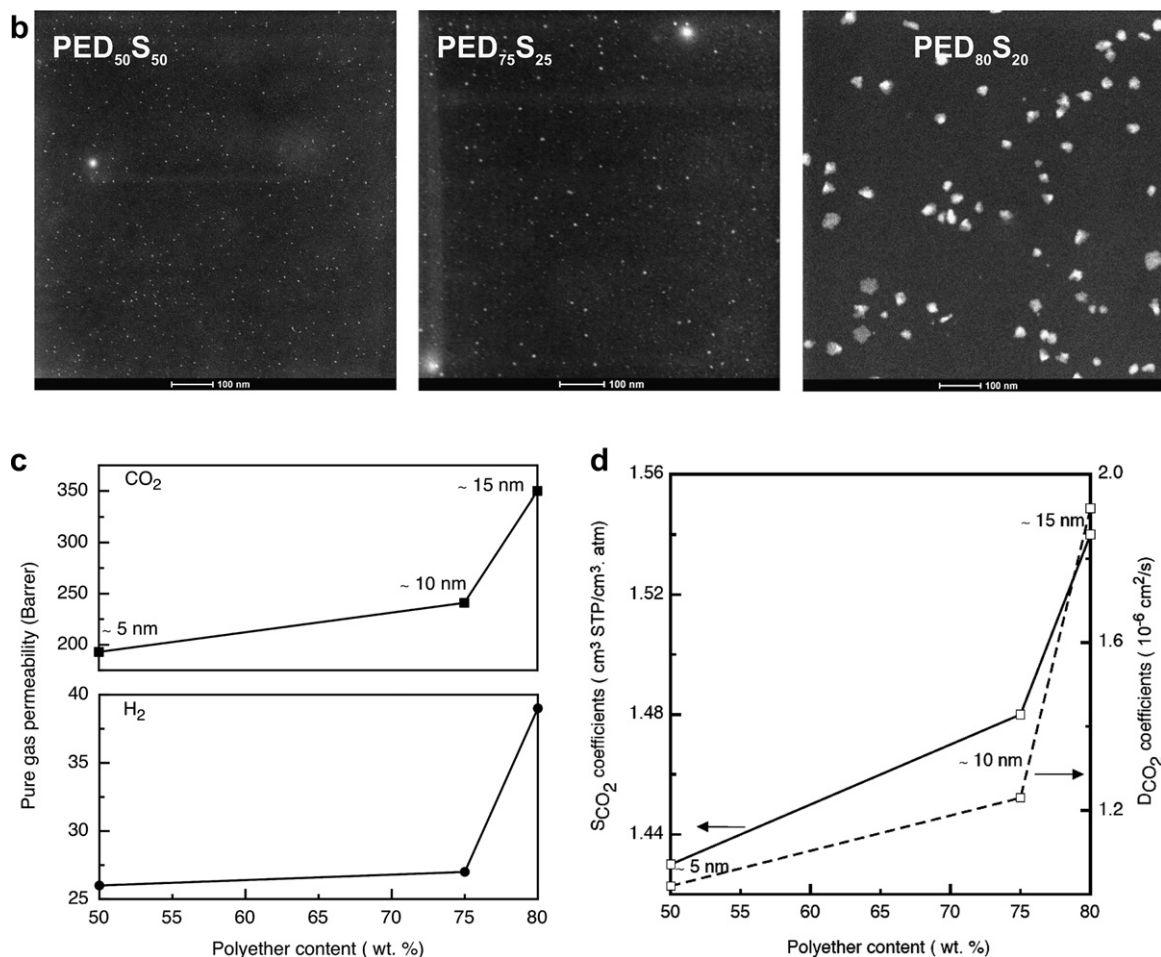 b
PED₅₀S₅₀
PED₇₅S₂₅
PED₈₀S₂₀
100 nm
100 nm
100 nm
c
CO₂
350
300
250
200
~ 5 nm
~ 10 nm
~ 15 nm
H₂
40
35
30
25
Pure gas permeability (Barrer)
50 55 60 65 70 75 80
Polyether content ( wt. %)
d
1.56
1.52
1.48
1.44
S_CO₂ coefficients ( cm³ STP/cm³. atm)
2.0
1.6
1.2
D_CO₂ coefficients ( 10⁻⁶ cm²/s)
~ 15 nm
~ 10 nm
~ 5 nm
50 55 60 65 70 75 80
Polyether content ( wt. %)